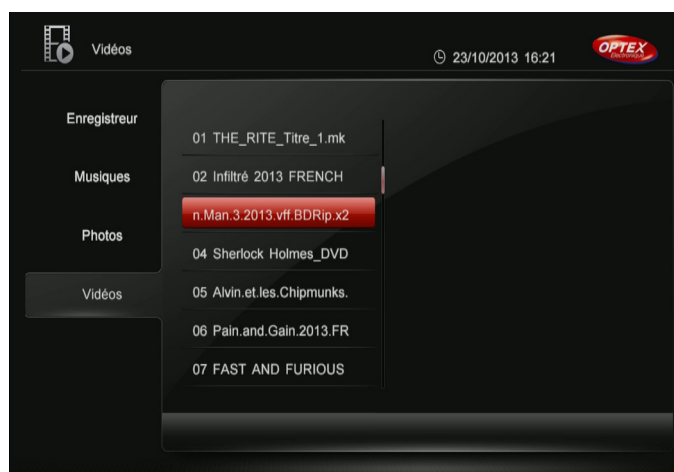 Vidéos
23/10/2013 16:21
OPTEX
Electronique
Enregistreur
Musiques
Photos
Vidéos
01 THE_RITE_Titre_1.mk
02 Infiltré 2013 FRENCH
n.Man.3.2013.vff.BDRip.x2
04 Sherlock Holmes_DVD
05 Alvin.et.les.Chipmunks.
06 Pain.and.Gain.2013.FR
07 FAST AND FURIOUS